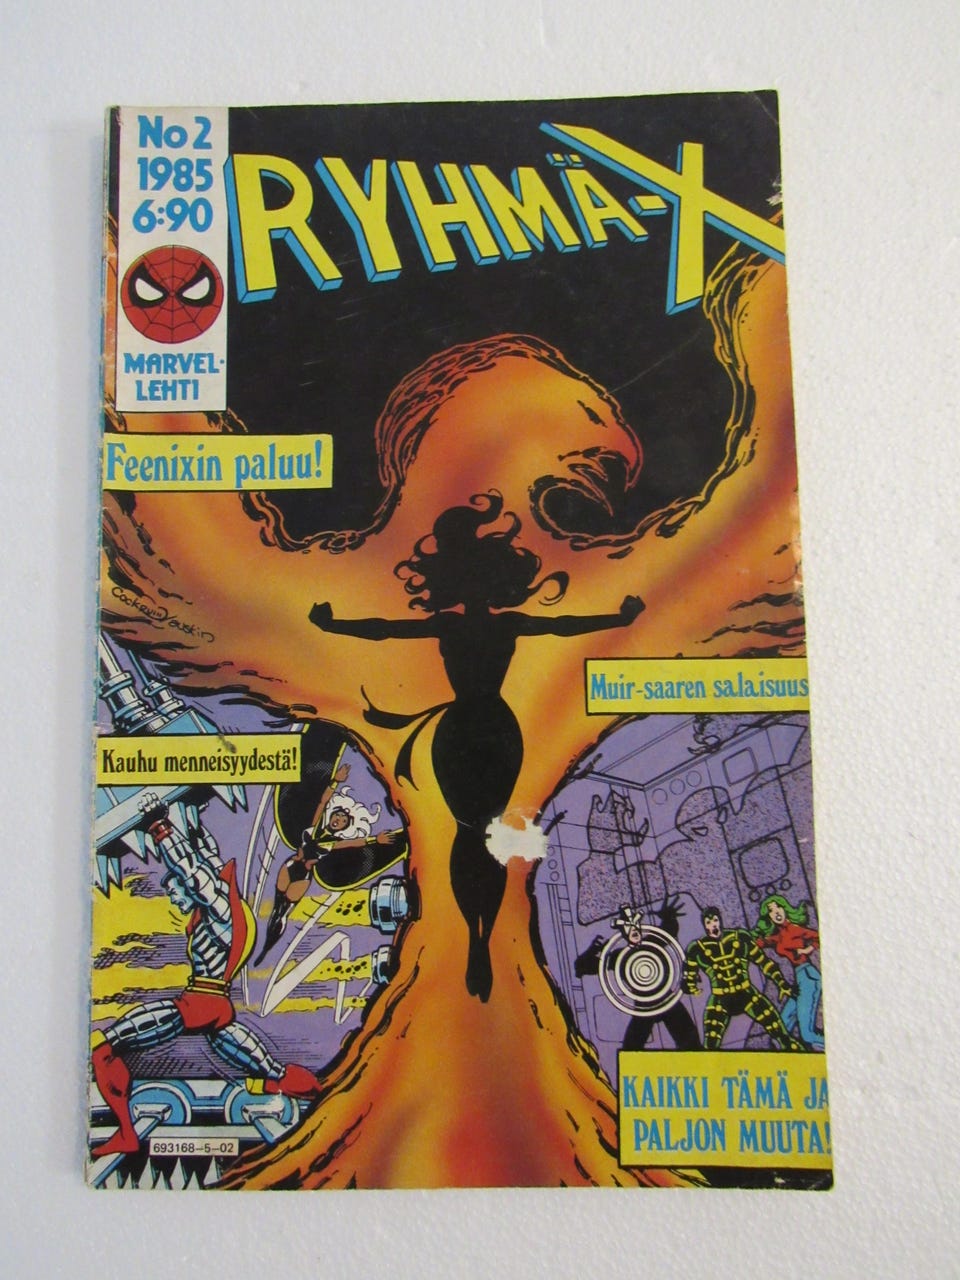 No 2
1985
6:90
MARVEL-
LEHTI
RYHMÄ-X
Feenixin paluu!
Cockrum/Austin
Muir-saaren salaisuus
Kauhu menneisyydestä!
KAIKKI TÄMÄ JA
PALJON MUUTA!
693168-5-02